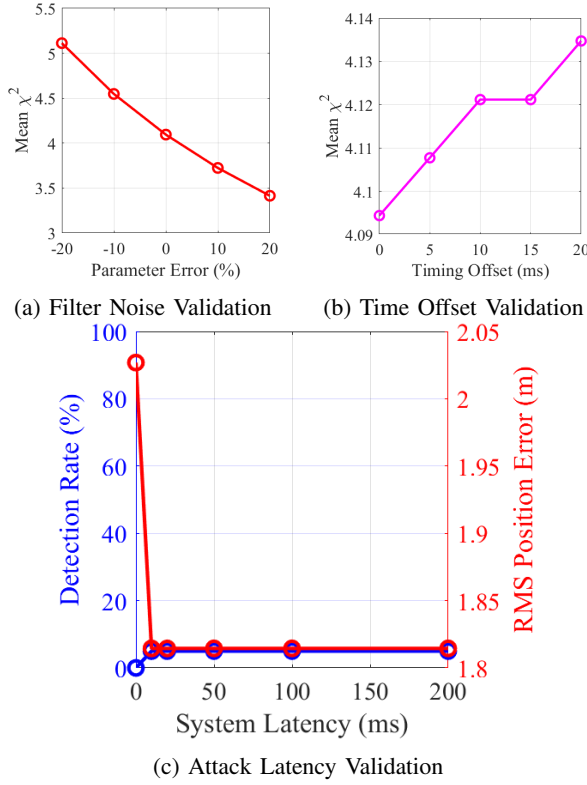 5.5
5
4.5
4
3.5
3
Mean χ²
-20 -10 0 10 20
Parameter Error (%)
(a) Filter Noise Validation
4.14
4.13
4.12
4.11
4.1
4.09
Mean χ²
0 5 10 15 20
Timing Offset (ms)
(b) Time Offset Validation
100
80
60
40
20
0
Detection Rate (%)
2.05
2
1.95
1.9
1.85
1.8
RMS Position Error (m)
0 50 100 150 200
System Latency (ms)
(c) Attack Latency Validation